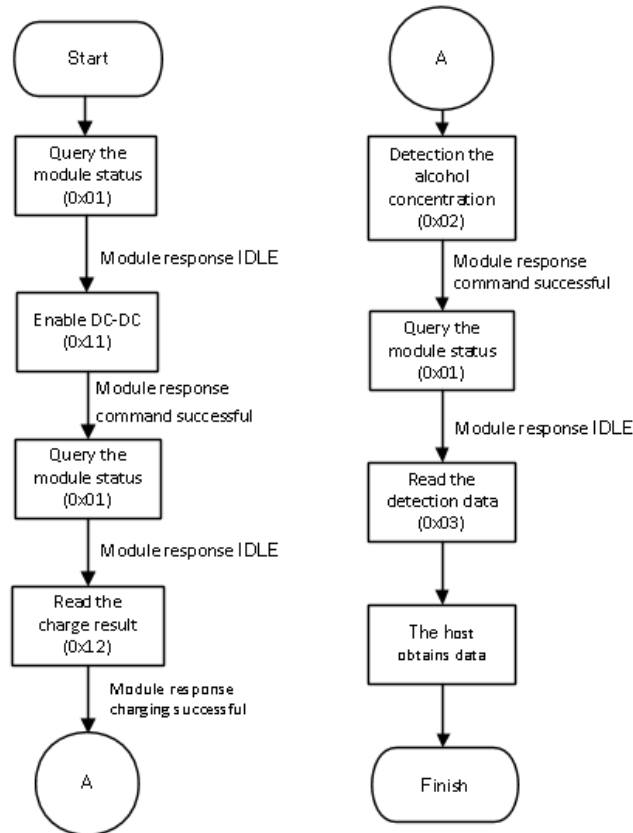 Start
Query the
module status
(0x01)
Module response IDLE
Enable DC-DC
(0x11)
Module response
command successful
Query the
module status
(0x01)
Module response IDLE
Read the
charge result
(0x12)
Module response
charging successful
A
A
Detection the
alcohol
concentration
(0x02)
Module response
command successful
Query the
module status
(0x01)
Module response IDLE
Read the
detection data
(0x03)
The host
obtains data
Finish